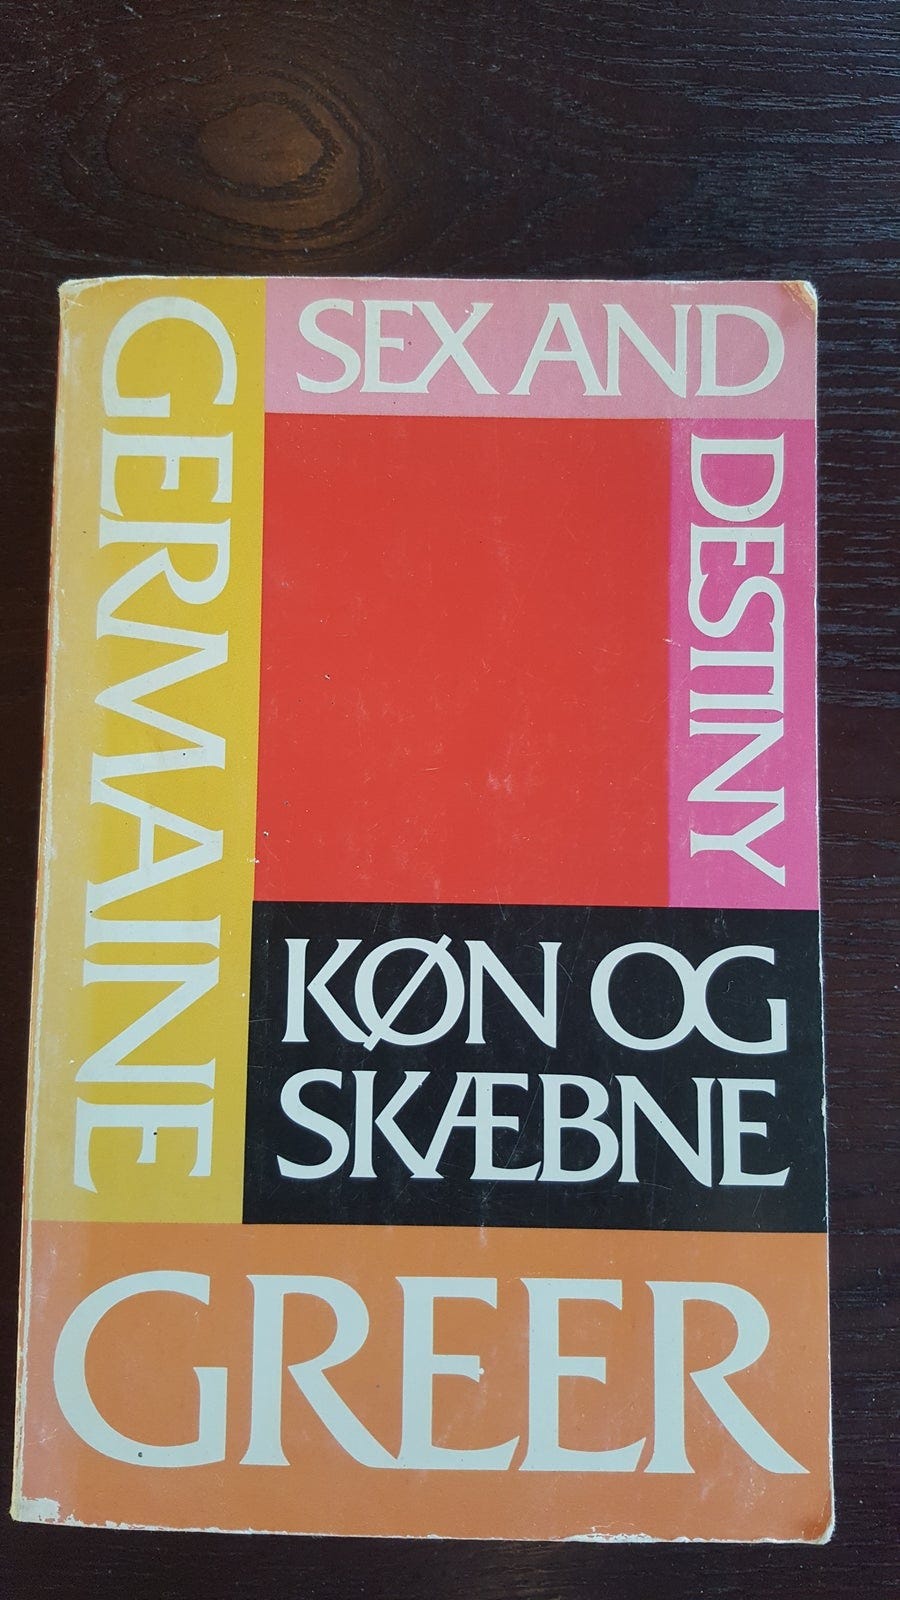 GERMAINE
SEX AND
DESTINY
KØN OG
SKÆBNE
GREER